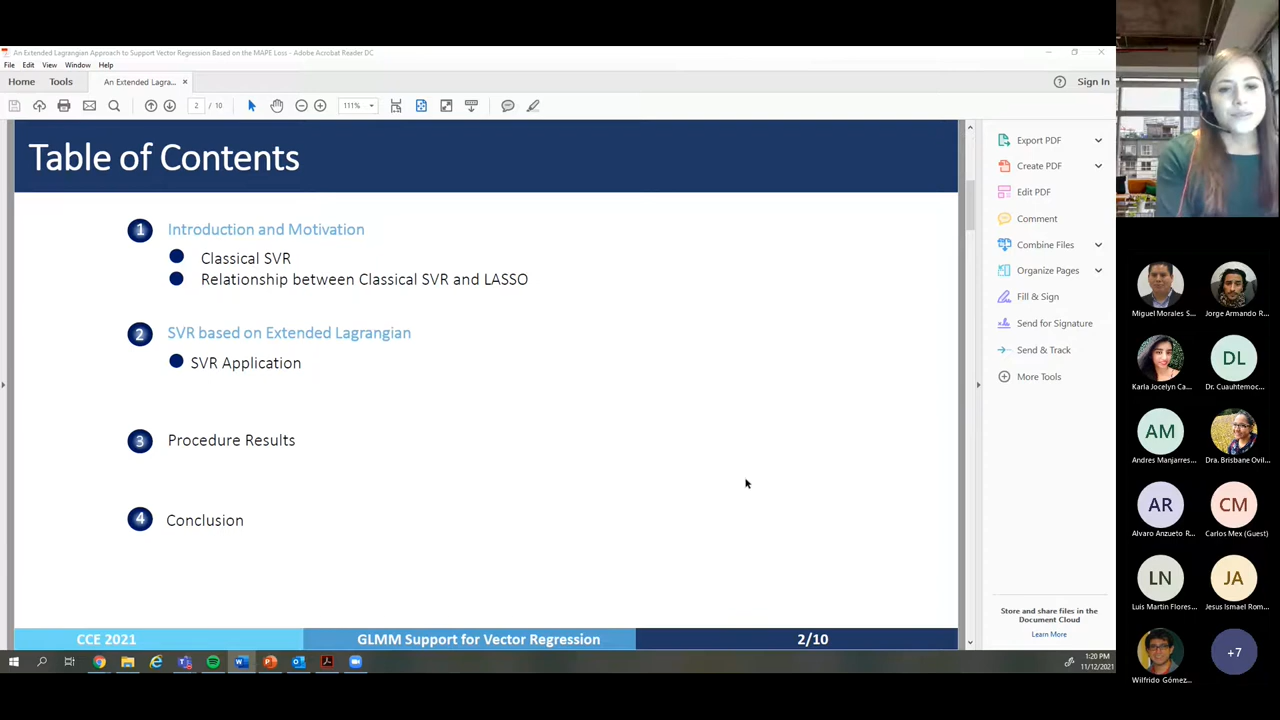 An Extended Lagrangian Approach to Support Vector Regression Based on the MAPE Loss - Adobe Acrobat Reader DC
File Edit View Window Help
Home Tools An Extended Lagra... × Sign In
2 / 10 111%
Table of Contents
1 Introduction and Motivation
Classical SVR
Relationship between Classical SVR and LASSO
2 SVR based on Extended Lagrangian
SVR Application
3 Procedure Results
4 Conclusion
CCE 2021 GLMM Support for Vector Regression 2/10
Export PDF
Create PDF
Edit PDF
Comment
Combine Files
Organize Pages
Fill & Sign
Send for Signature
Send & Track
More Tools
Store and share files in the
Document Cloud
Learn More
1:20 PM
11/12/2021
Miguel Morales S... Jorge Armando R...
DL
Karla Jocelyn Ca... Dr. Cuauhtemoc...
AM
Andres Manjarres... Dra. Brisbane Ovil...
AR CM
Alvaro Anzueto R... Carlos Mex (Guest)
LN JA
Luis Martin Flores... Jesus Ismael Rom...
+7
Wilfrido Gómez...